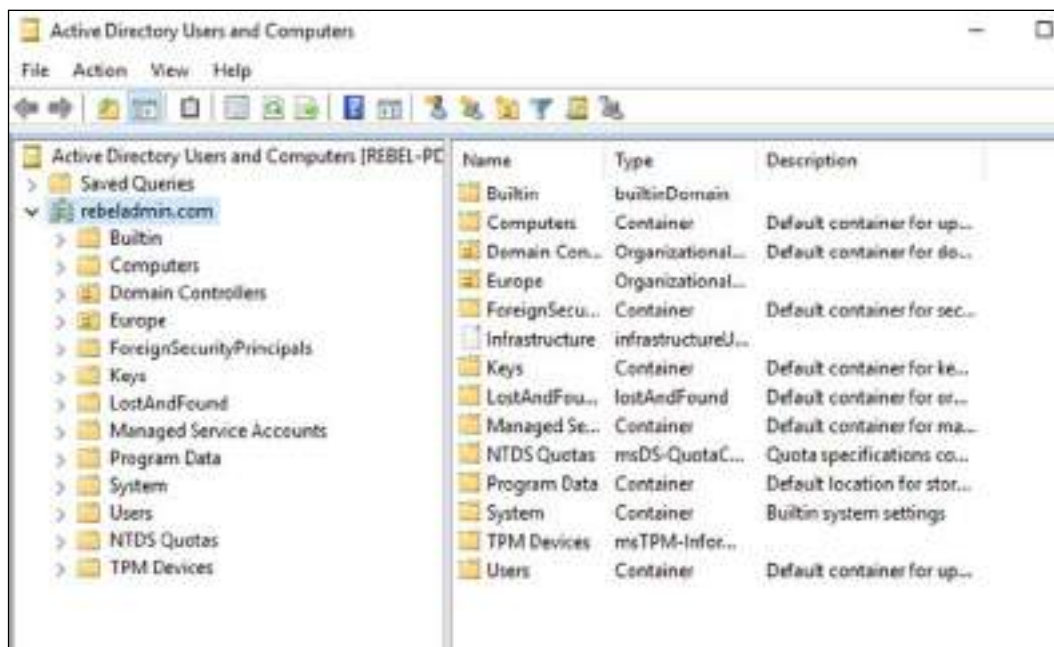 Active Directory Users and Computers
File Action View Help
Active Directory Users and Computers [REBEL-PD
Saved Queries
rebeladmin.com
Builtin
Computers
Domain Controllers
Europe
ForeignSecurityPrincipals
Keys
LostAndFound
Managed Service Accounts
Program Data
System
Users
NTDS Quotas
TPM Devices
Name Type Description
Builtin builtinDomain
Computers Container Default container for up...
Domain Con... Organizational... Default container for do...
Europe Organizational...
ForeignSecu... Container Default container for sec...
Infrastructure infrastructureU...
Keys Container Default container for ke...
LostAndFou... lostAndFound Default container for or...
Managed Se... Container Default container for ma...
NTDS Quotas msDS-QuotaC... Quota specifications co...
Program Data Container Default location for stor...
System Container Builtin system settings
TPM Devices msTPM-Infor...
Users Container Default container for up...